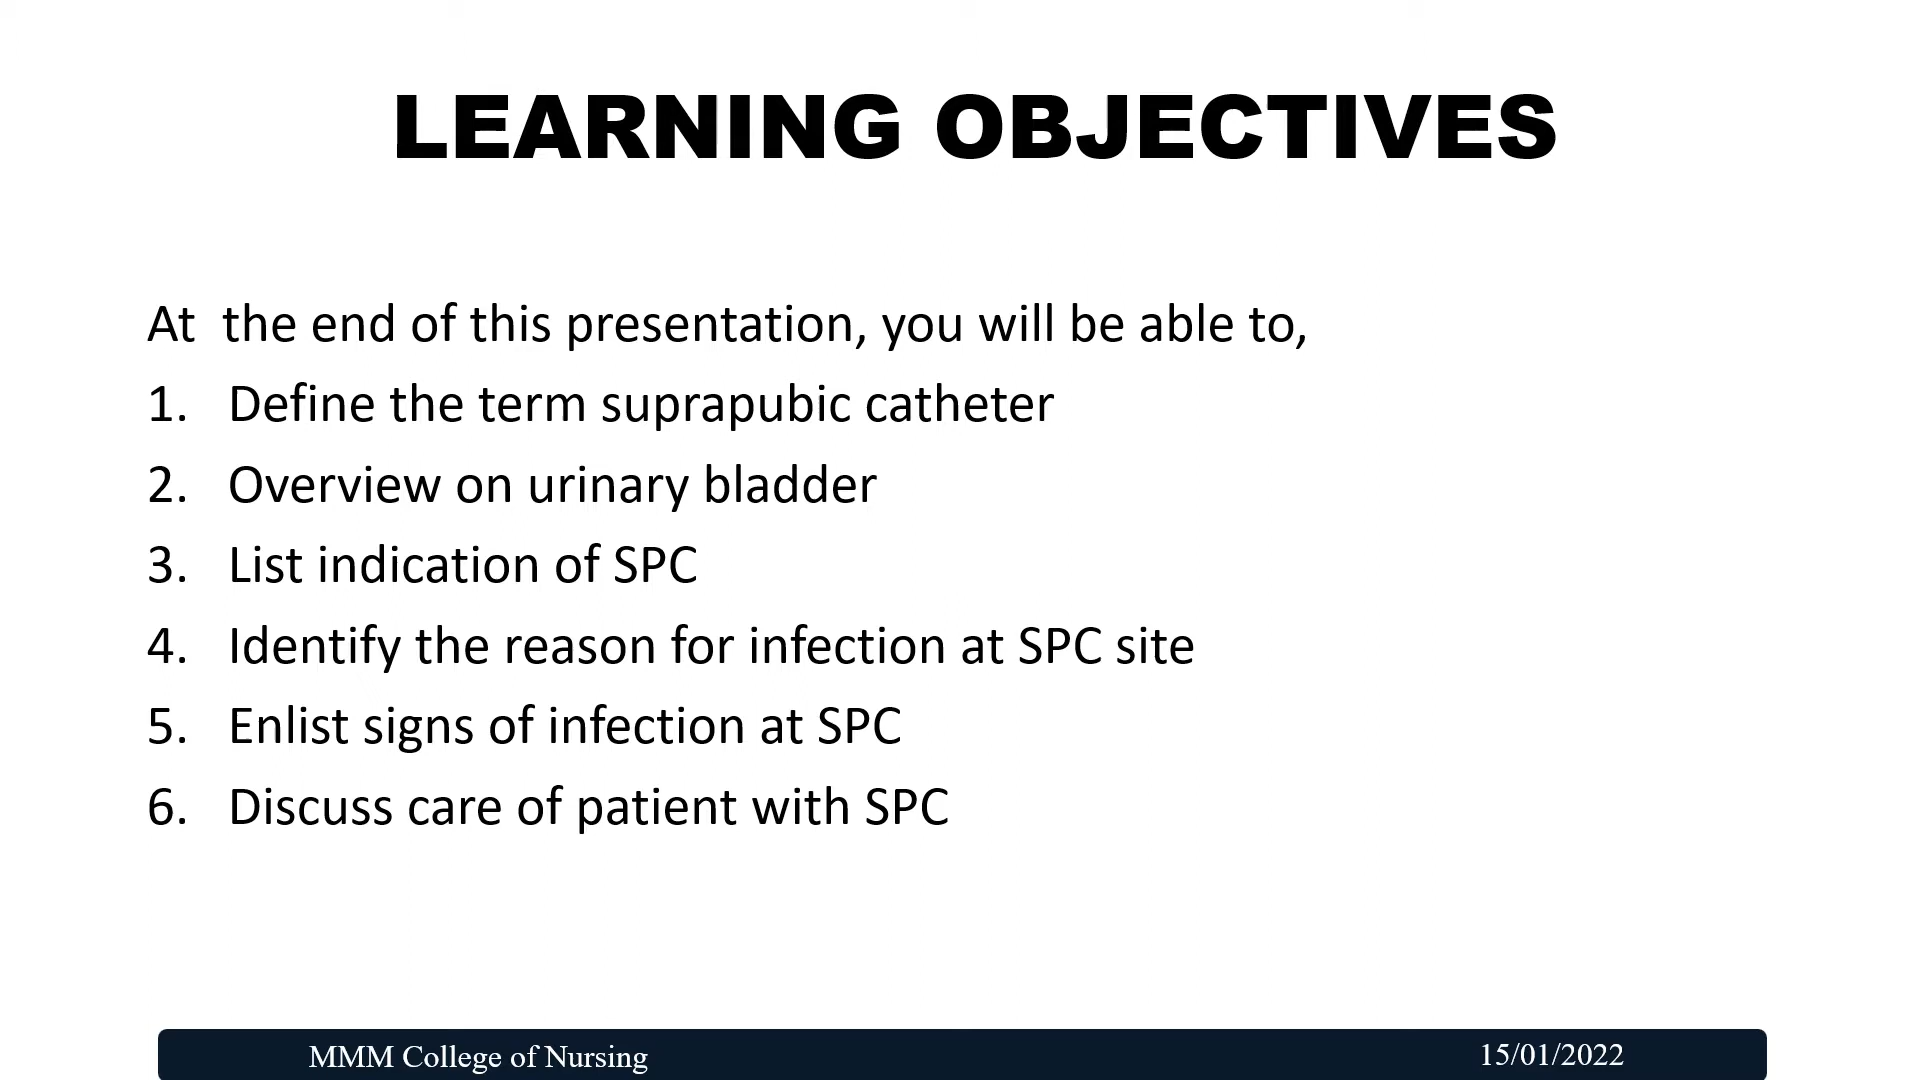 LEARNING OBJECTIVES
At the end of this presentation, you will be able to,
1. Define the term suprapubic catheter
2. Overview on urinary bladder
3. List indication of SPC
4. Identify the reason for infection at SPC site
5. Enlist signs of infection at SPC
6. Discuss care of patient with SPC
MMM College of Nursing
15/01/2022